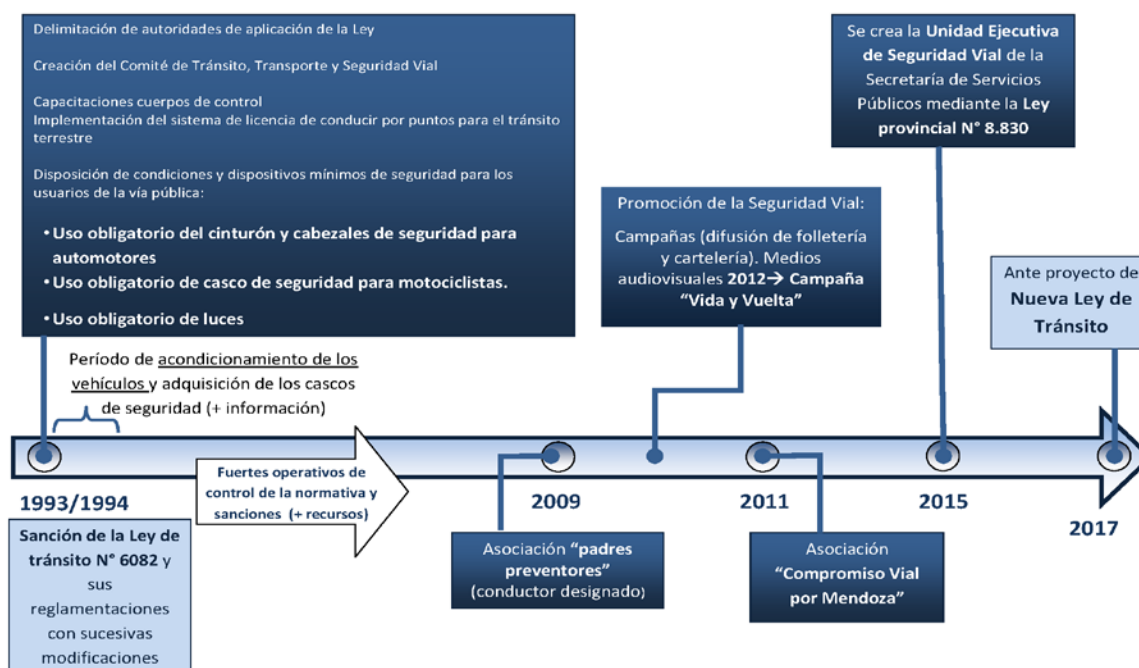 Delimitación de autoridades de aplicación de la Ley
Creación del Comité de Tránsito, Transporte y Seguridad Vial
Capacitaciones cuerpos de control
Implementación del sistema de licencia de conducir por puntos para el tránsito
terrestre
Disposición de condiciones y dispositivos mínimos de seguridad para los
usuarios de la vía pública:
• Uso obligatorio del cinturón y cabezales de seguridad para
automotores
• Uso obligatorio de casco de seguridad para motociclistas.
• Uso obligatorio de luces
Se crea la Unidad Ejecutiva
de Seguridad Vial de la
Secretaría de Servicios
Públicos mediante la Ley
provincial N° 8.830
Promoción de la Seguridad Vial:
Campañas (difusión de folletería
y cartelería). Medios
audiovisuales 2012→ Campaña
“Vida y Vuelta”
Ante proyecto de
Nueva Ley de
Tránsito
Período de acondicionamiento de los
vehículos y adquisición de los cascos
de seguridad (+ información)
Fuertes operativos de
control de la normativa y
sanciones (+ recursos)
1993/1994
2009
2011
2015
2017
Sanción de la Ley de
tránsito N° 6082 y
sus
reglamentaciones
con sucesivas
modificaciones
Asociación “padres
preventores”
(conductor designado)
Asociación
“Compromiso Vial
por Mendoza”